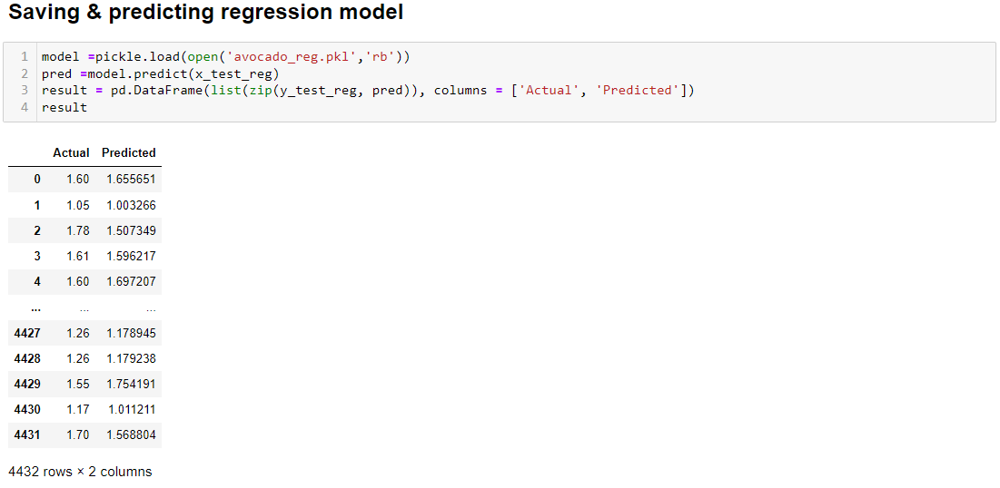 Saving & predicting regression model
1 model =pickle.load(open('avocado_reg.pkl','rb'))
2 pred =model.predict(x_test_reg)
3 result = pd.DataFrame(list(zip(y_test_reg, pred)), columns = ['Actual', 'Predicted'])
4 result
Actual Predicted
0 1.60 1.655651
1 1.05 1.003266
2 1.78 1.507349
3 1.61 1.596217
4 1.60 1.697207
... ... ...
4427 1.26 1.178945
4428 1.26 1.179238
4429 1.55 1.754191
4430 1.17 1.011211
4431 1.70 1.568804
4432 rows × 2 columns